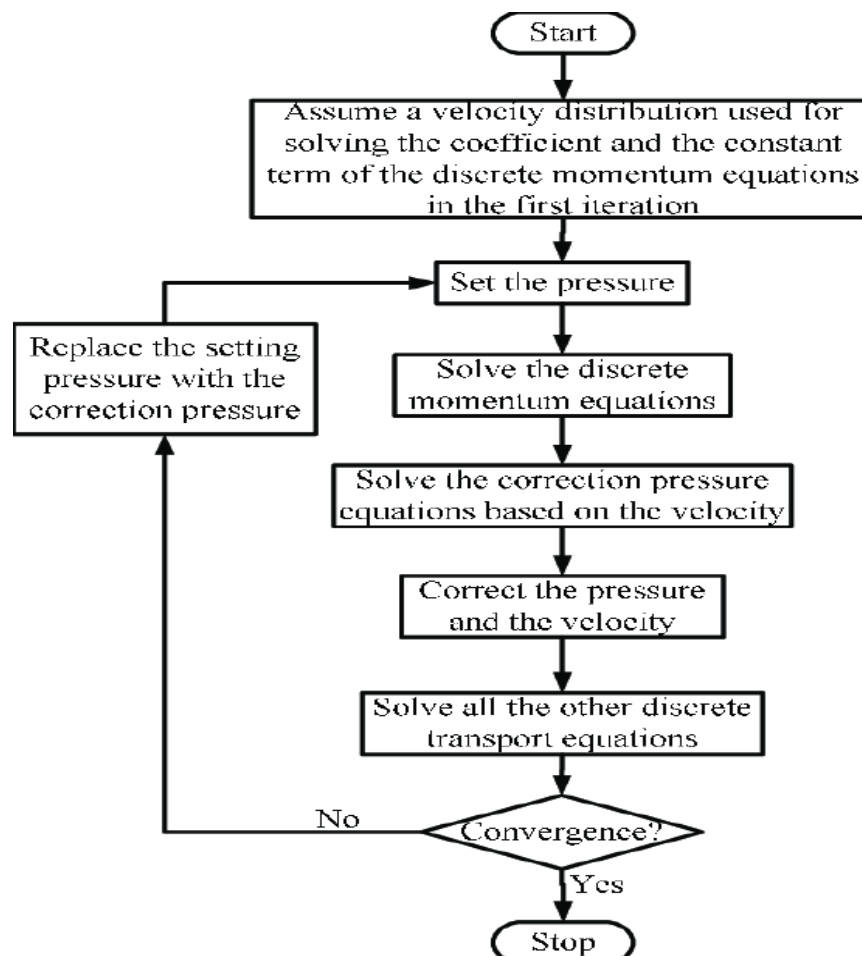 Start
Assume a velocity distribution used for
solving the coefficient and the constant
term of the discrete momentum equations
in the first iteration
Set the pressure
Replace the setting
pressure with the
correction pressure
Solve the discrete
momentum equations
Solve the correction pressure
equations based on the velocity
Correct the pressure
and the velocity
Solve all the other discrete
transport equations
No
Convergence?
Yes
Stop